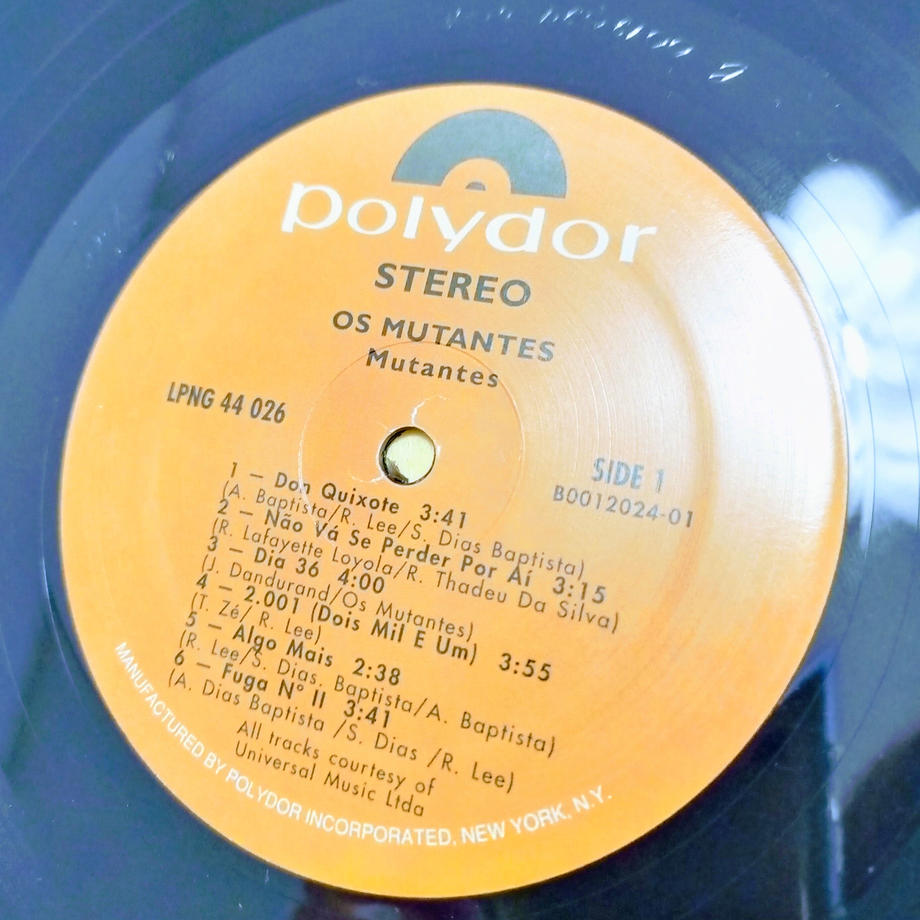 polydor
STEREO
OS MUTANTES
Mutantes
LPNG 44 026
SIDE 1
B0012024-01
1 – Don Quixote 3:41
(A. Baptista/R. Lee/S. Dias Baptista)
2 – Não Vá Se Perder Por Aí 3:15
(R. Lafayette Loyola/R. Thadeu Da Silva)
3 – Dia 36 4:00
(J. Dandurand/Os Mutantes)
4 – 2.001 (Dois Mil E Um) 3:55
(T. Zé/ R. Lee)
5 – Algo Mais 2:38
(R. Lee/S. Dias. Baptista/A. Baptista)
6 – Fuga N° II 3:41
(A. Dias Baptista /S. Dias /R. Lee)
All tracks courtesy of
Universal Music Ltda
MANUFACTURED BY POLYDOR INCORPORATED, NEW YORK, N.Y.